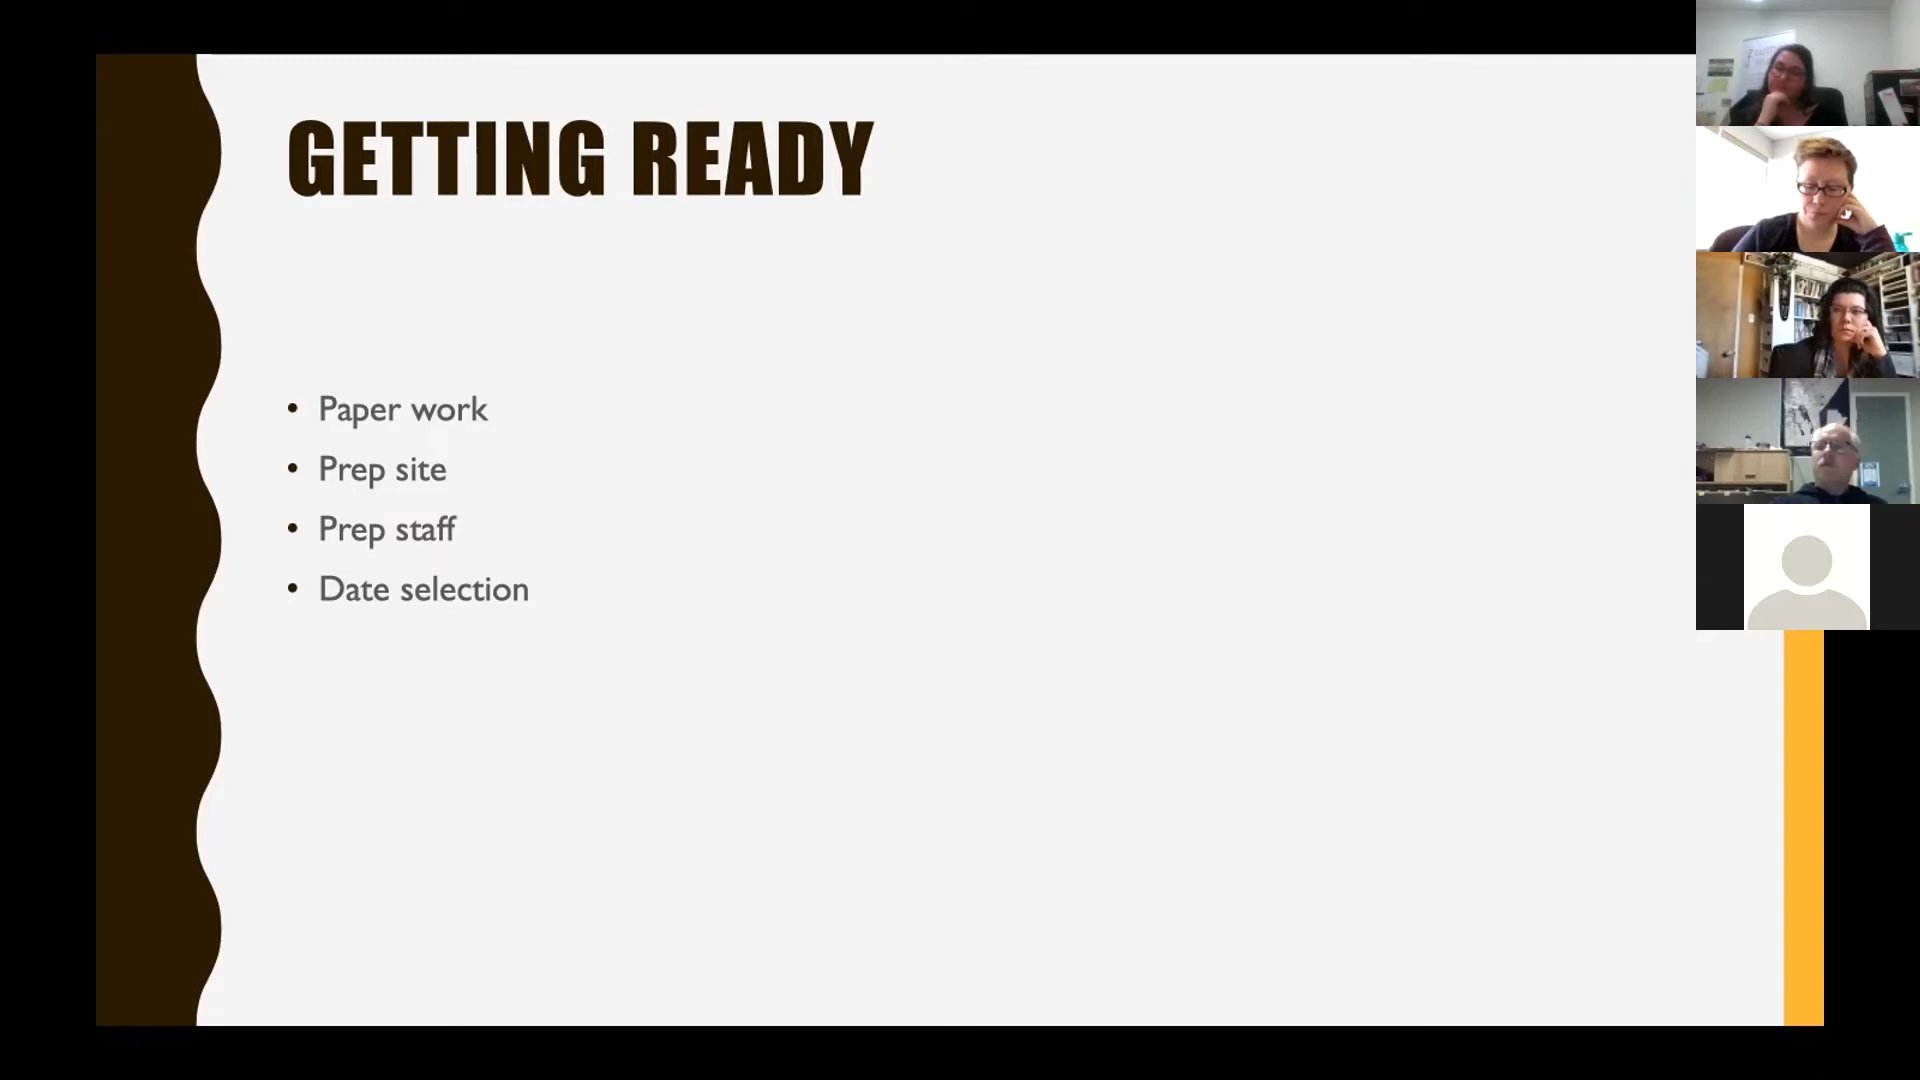 GETTING READY
• Paper work
• Prep site
• Prep staff
• Date selection